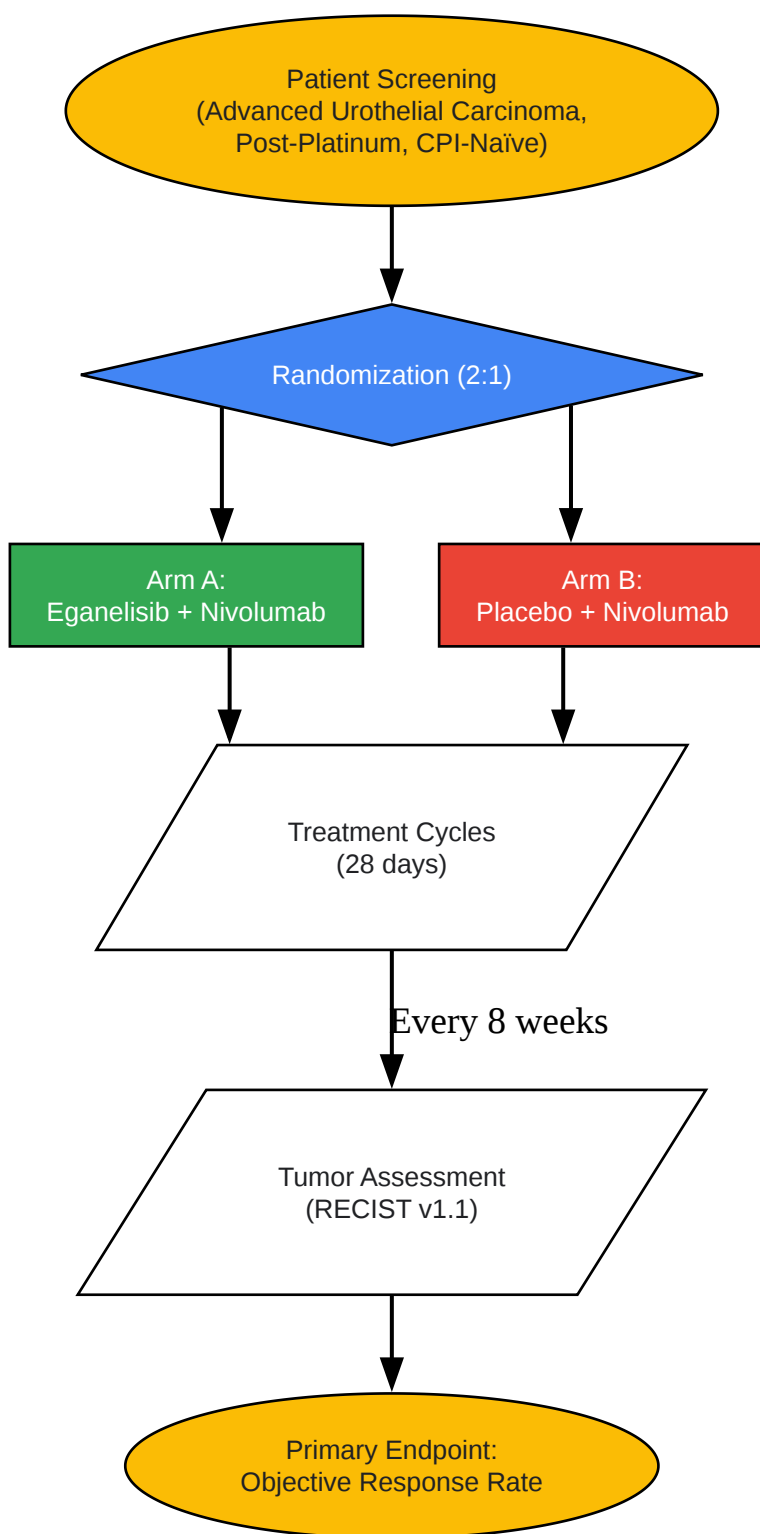 Patient Screening
(Advanced Urothelial Carcinoma,
Post-Platinum, CPI-Naïve)
Randomization (2:1)
Arm A:
Eganelisib + Nivolumab
Arm B:
Placebo + Nivolumab
Treatment Cycles
(28 days)
Every 8 weeks
Tumor Assessment
(RECIST v1.1)
Primary Endpoint:
Objective Response Rate